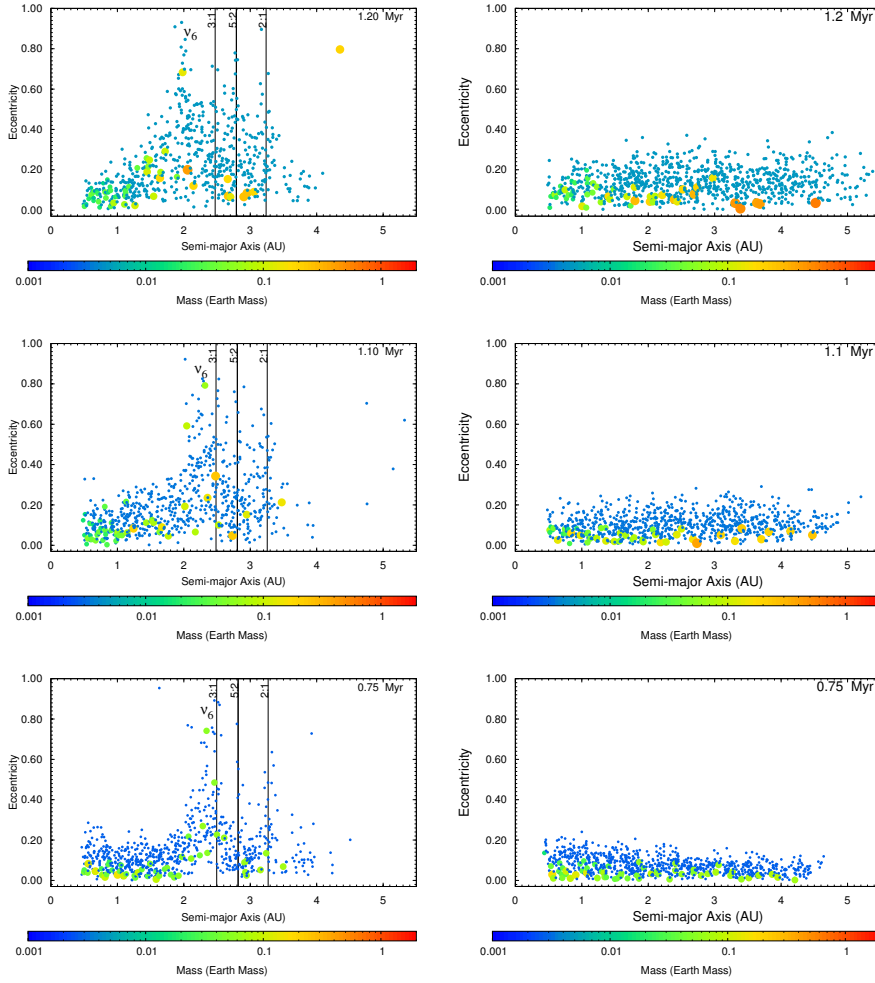 1.20 Myr
3:1
5:2
2:1
ν6
Eccentricity
1.00
0.80
0.60
0.40
0.20
0.00
0 1 2 3 4 5
Semi-major Axis (AU)
0.001 0.01 0.1 1
Mass (Earth Mass)
1.2 Myr
Eccentricity
1.00
0.80
0.60
0.40
0.20
0.00
0 1 2 3 4 5
Semi-major Axis (AU)
0.001 0.01 0.1 1
Mass (Earth Mass)
1.10 Myr
3:1
5:2
2:1
ν6
Eccentricity
1.00
0.80
0.60
0.40
0.20
0.00
0 1 2 3 4 5
Semi-major Axis (AU)
0.001 0.01 0.1 1
Mass (Earth Mass)
1.1 Myr
Eccentricity
1.00
0.80
0.60
0.40
0.20
0.00
0 1 2 3 4 5
Semi-major Axis (AU)
0.001 0.01 0.1 1
Mass (Earth Mass)
0.75 Myr
3:1
5:2
2:1
ν6
Eccentricity
1.00
0.80
0.60
0.40
0.20
0.00
0 1 2 3 4 5
Semi-major Axis (AU)
0.001 0.01 0.1 1
Mass (Earth Mass)
0.75 Myr
Eccentricity
1.00
0.80
0.60
0.40
0.20
0.00
0 1 2 3 4 5
Semi-major Axis (AU)
0.001 0.01 0.1 1
Mass (Earth Mass)